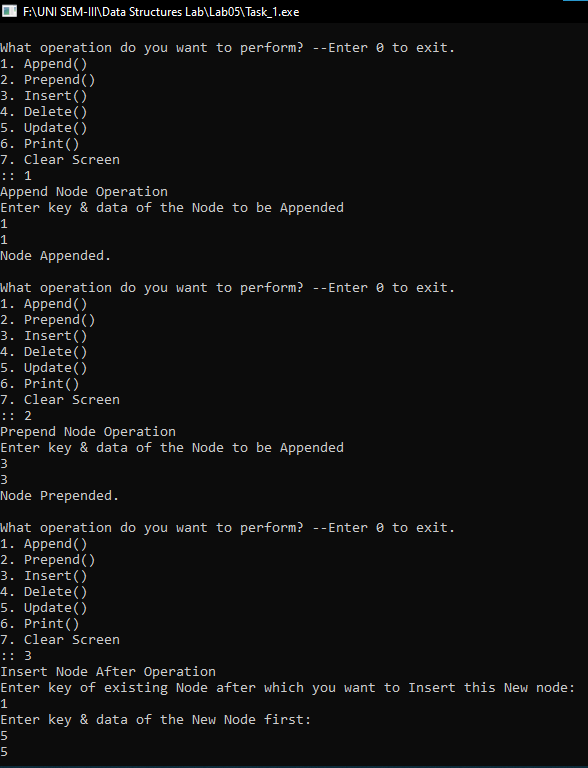 F:\UNI SEM-III\Data Structures Lab\Lab05\Task_1.exe
What operation do you want to perform? --Enter 0 to exit.
1. Append()
2. Prepend()
3. Insert()
4. Delete()
5. Update()
6. Print()
7. Clear Screen
:: 1
Append Node Operation
Enter key & data of the Node to be Appended
1
1
Node Appended.
What operation do you want to perform? --Enter 0 to exit.
1. Append()
2. Prepend()
3. Insert()
4. Delete()
5. Update()
6. Print()
7. Clear Screen
:: 2
Prepend Node Operation
Enter key & data of the Node to be Appended
3
3
Node Prepended.
What operation do you want to perform? --Enter 0 to exit.
1. Append()
2. Prepend()
3. Insert()
4. Delete()
5. Update()
6. Print()
7. Clear Screen
:: 3
Insert Node After Operation
Enter key of existing Node after which you want to Insert this New node:
1
Enter key & data of the New Node first:
5
5